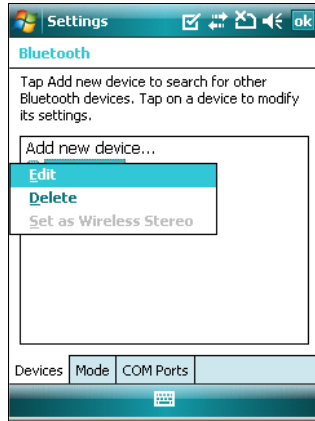 Settings
ok
Bluetooth
Tap Add new device to search for other
Bluetooth devices. Tap on a device to modify
its settings.
Add new device...
Edit
Delete
Set as Wireless Stereo
Devices Mode COM Ports